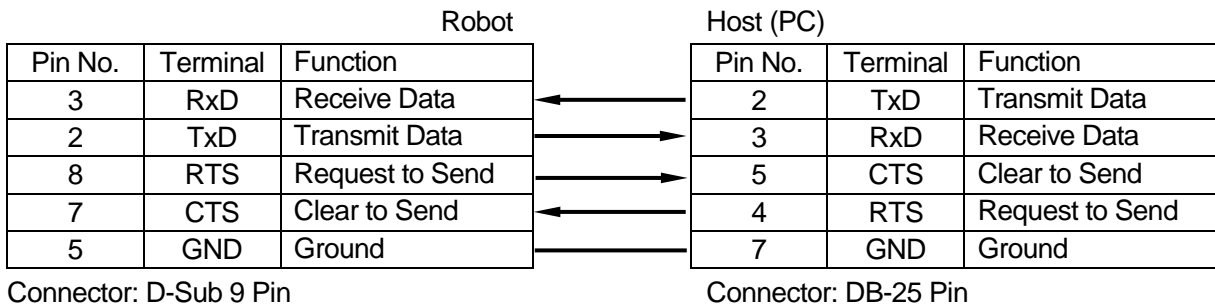 Robot Host (PC)
Pin No. Terminal Function Pin No. Terminal Function
3 RxD Receive Data 2 TxD Transmit Data
2 TxD Transmit Data 3 RxD Receive Data
8 RTS Request to Send 5 CTS Clear to Send
7 CTS Clear to Send 4 RTS Request to Send
5 GND Ground 7 GND Ground
Connector: D-Sub 9 Pin Connector: DB-25 Pin